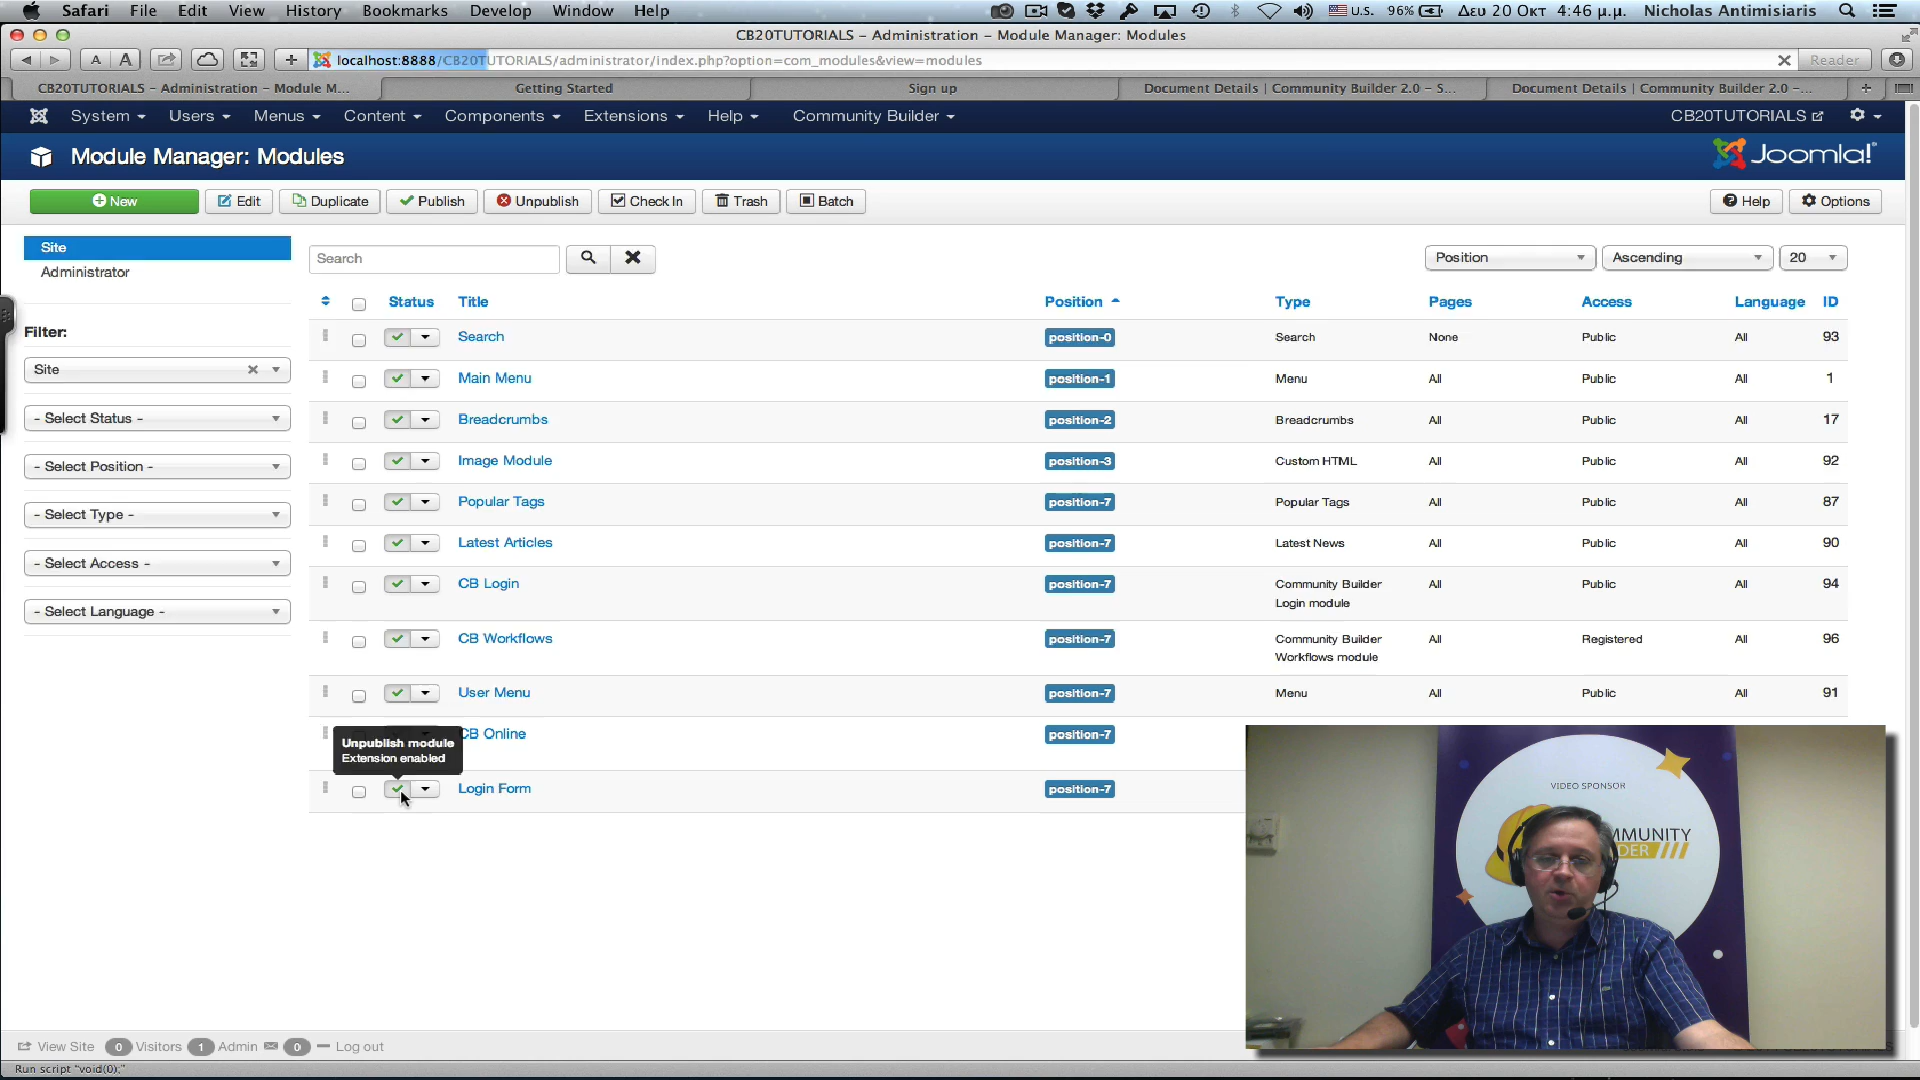 Safari File Edit View History Bookmarks Develop Window Help U.S. 96% Δευ 20 Οκτ 4:46 μ.μ. Nicholas Antimisiaris
CB20TUTORIALS – Administration – Module Manager: Modules
A A + localhost:8888/CB20TUTORIALS/administrator/index.php?option=com_modules&view=modules Reader
CB20TUTORIALS – Administration – Module M... Getting Started Sign up Document Details | Community Builder 2.0 – S... Document Details | Community Builder 2.0 –...
System Users Menus Content Components Extensions Help Community Builder CB20TUTORIALS
Module Manager: Modules Joomla!®
New Edit Duplicate Publish Unpublish Check In Trash Batch Help Options
Site
Administrator
Filter:
Site
- Select Status -
- Select Position -
- Select Type -
- Select Access -
- Select Language -
Search Position Ascending 20
Status Title Position Type Pages Access Language ID
Search position-0 Search None Public All 93
Main Menu position-1 Menu All Public All 1
Breadcrumbs position-2 Breadcrumbs All Public All 17
Image Module position-3 Custom HTML All Public All 92
Popular Tags position-7 Popular Tags All Public All 87
Latest Articles position-7 Latest News All Public All 90
CB Login position-7 Community Builder All Public All 94
Login module
CB Workflows position-7 Community Builder All Registered All 96
Workflows module
User Menu position-7 Menu All Public All 91
CB Online position-7
Unpublish module
Extension enabled
Login Form position-7
VIDEO SPONSOR
View Site 0 Visitors 1 Admin 0 Log out
Run script "void(0);"